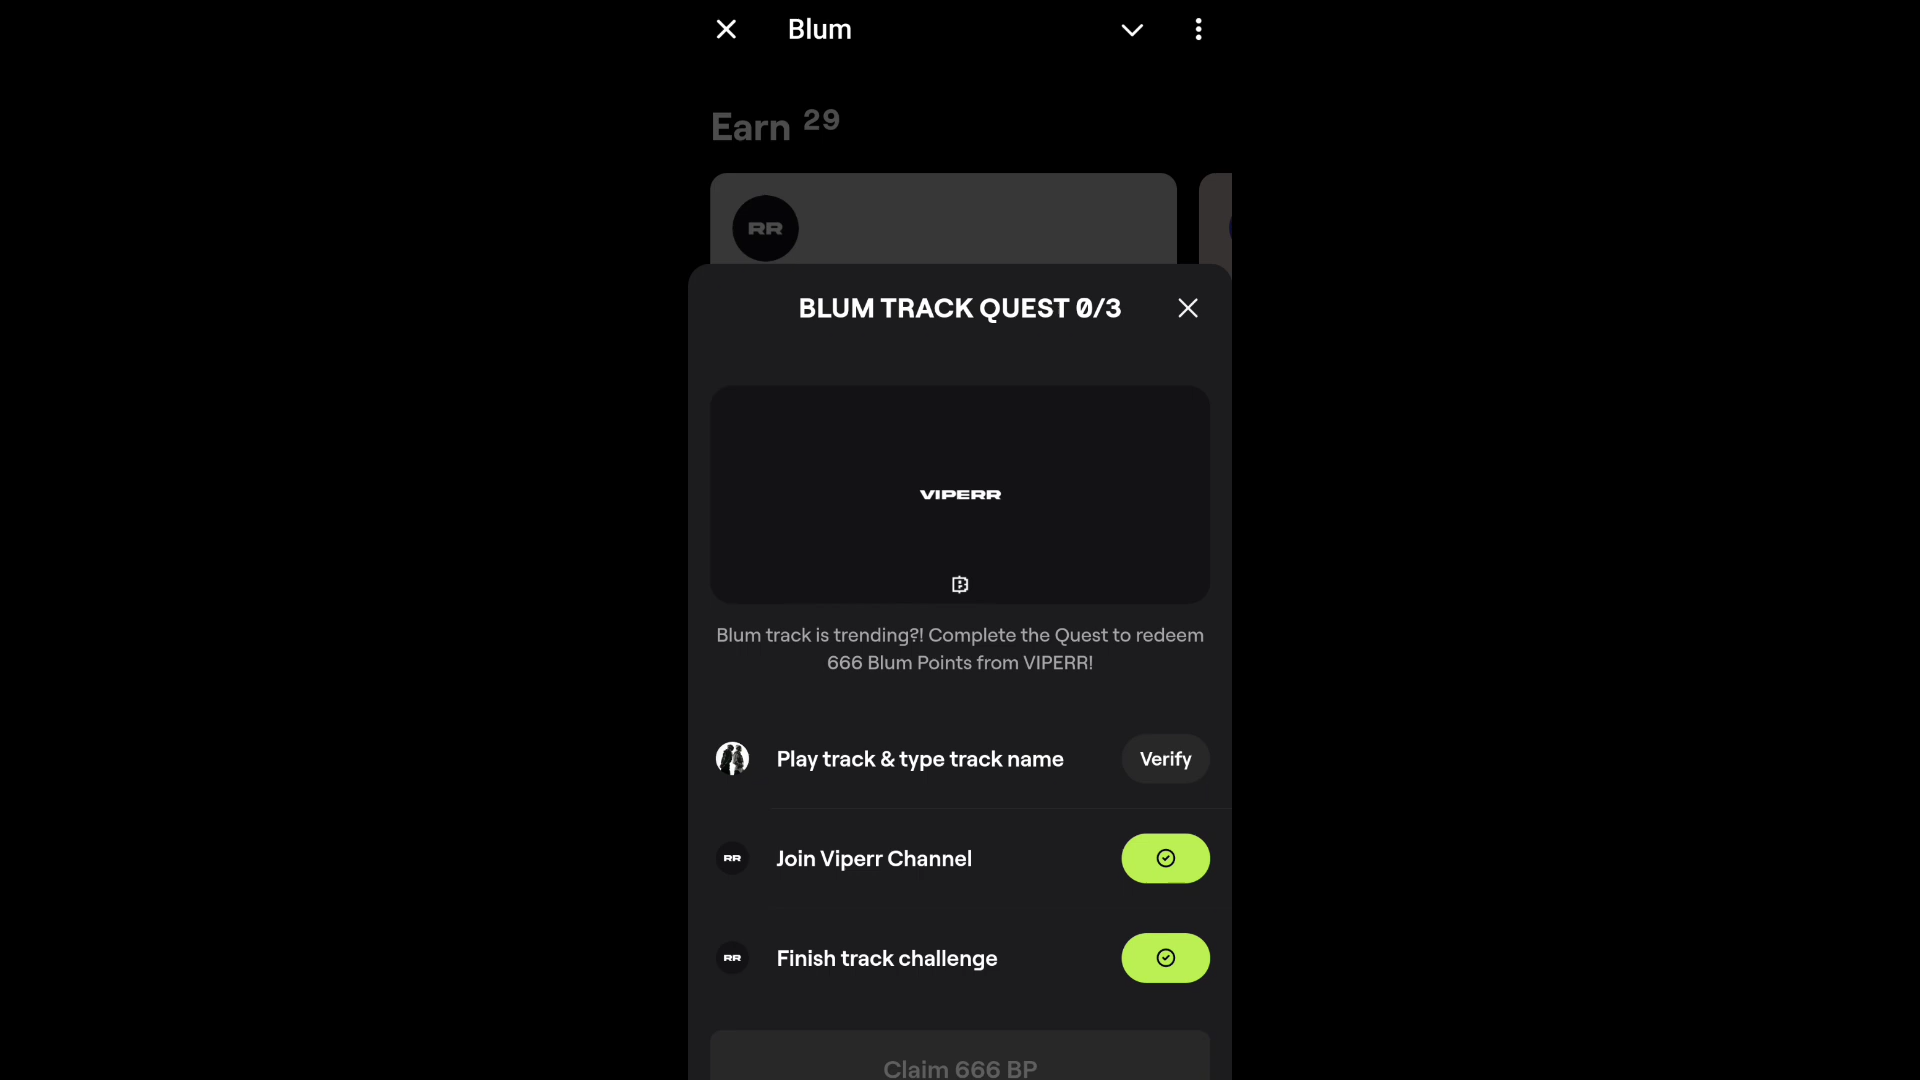 Blum
Earn 29
RR
BLUM TRACK QUEST 0/3
VIPERR
Blum track is trending?! Complete the Quest to redeem
666 Blum Points from VIPERR!
Play track & type track name
Verify
RR
Join Viperr Channel
RR
Finish track challenge
Claim 666 BP